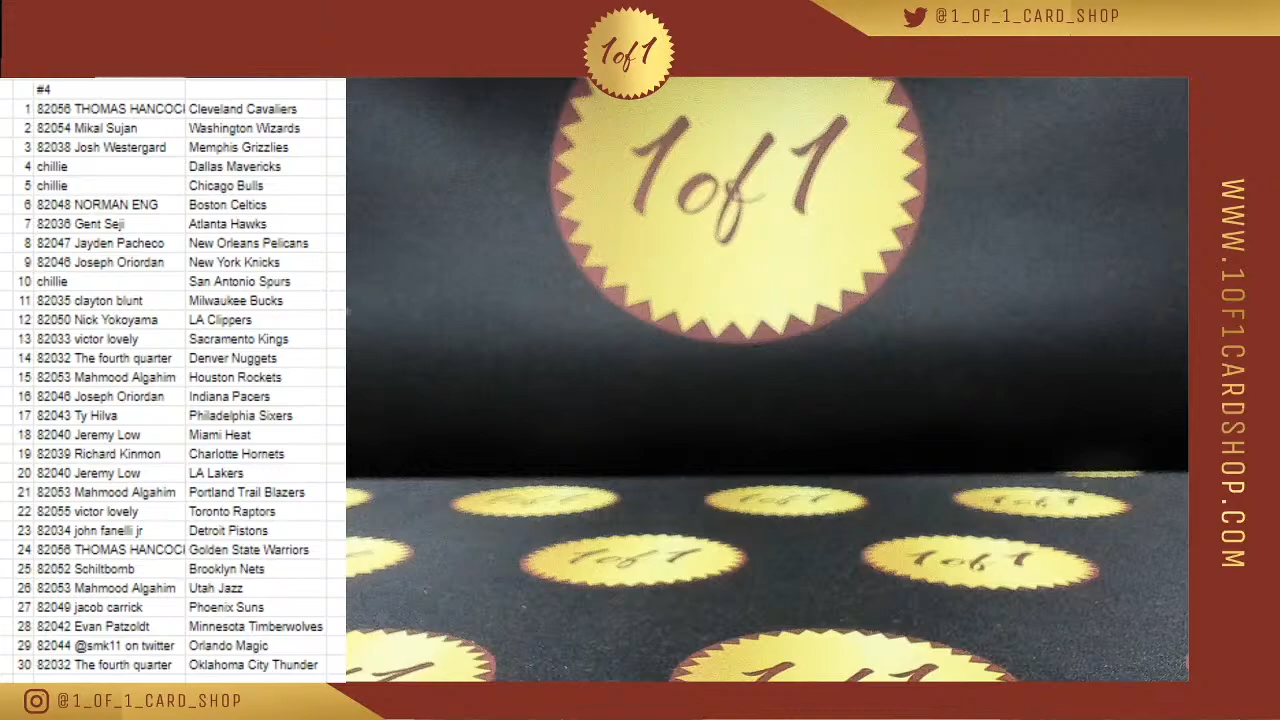 @1_OF_1_CARD_SHOP
1of1
#4
1 82056 THOMAS HANCOCK Cleveland Cavaliers
2 82054 Mikal Sujan Washington Wizards
3 82038 Josh Westergard Memphis Grizzlies
4 chillie Dallas Mavericks
5 chillie Chicago Bulls
6 82048 NORMAN ENG Boston Celtics
7 82036 Gent Seji Atlanta Hawks
8 82047 Jayden Pacheco New Orleans Pelicans
9 82046 Joseph Oriordan New York Knicks
10 chillie San Antonio Spurs
11 82035 clayton blunt Milwaukee Bucks
12 82050 Nick Yokoyama LA Clippers
13 82033 victor lovely Sacramento Kings
14 82032 The fourth quarter Denver Nuggets
15 82053 Mahmood Algahim Houston Rockets
16 82046 Joseph Oriordan Indiana Pacers
17 82043 Ty Hilva Philadelphia Sixers
18 82040 Jeremy Low Miami Heat
19 82039 Richard Kinmon Charlotte Hornets
20 82040 Jeremy Low LA Lakers
21 82053 Mahmood Algahim Portland Trail Blazers
22 82055 victor lovely Toronto Raptors
23 82034 john fanelli jr Detroit Pistons
24 82056 THOMAS HANCOCK Golden State Warriors
25 82052 Schiltbomb Brooklyn Nets
26 82053 Mahmood Algahim Utah Jazz
27 82049 jacob carrick Phoenix Suns
28 82042 Evan Patzoldt Minnesota Timberwolves
29 82044 @smk11 on twitter Orlando Magic
30 82032 The fourth quarter Oklahoma City Thunder
1of1
1of1
1of1
1of1
1of1
1of1
1of1
1of1
WWW.1OF1CARDSHOP.COM
@1_OF_1_CARD_SHOP